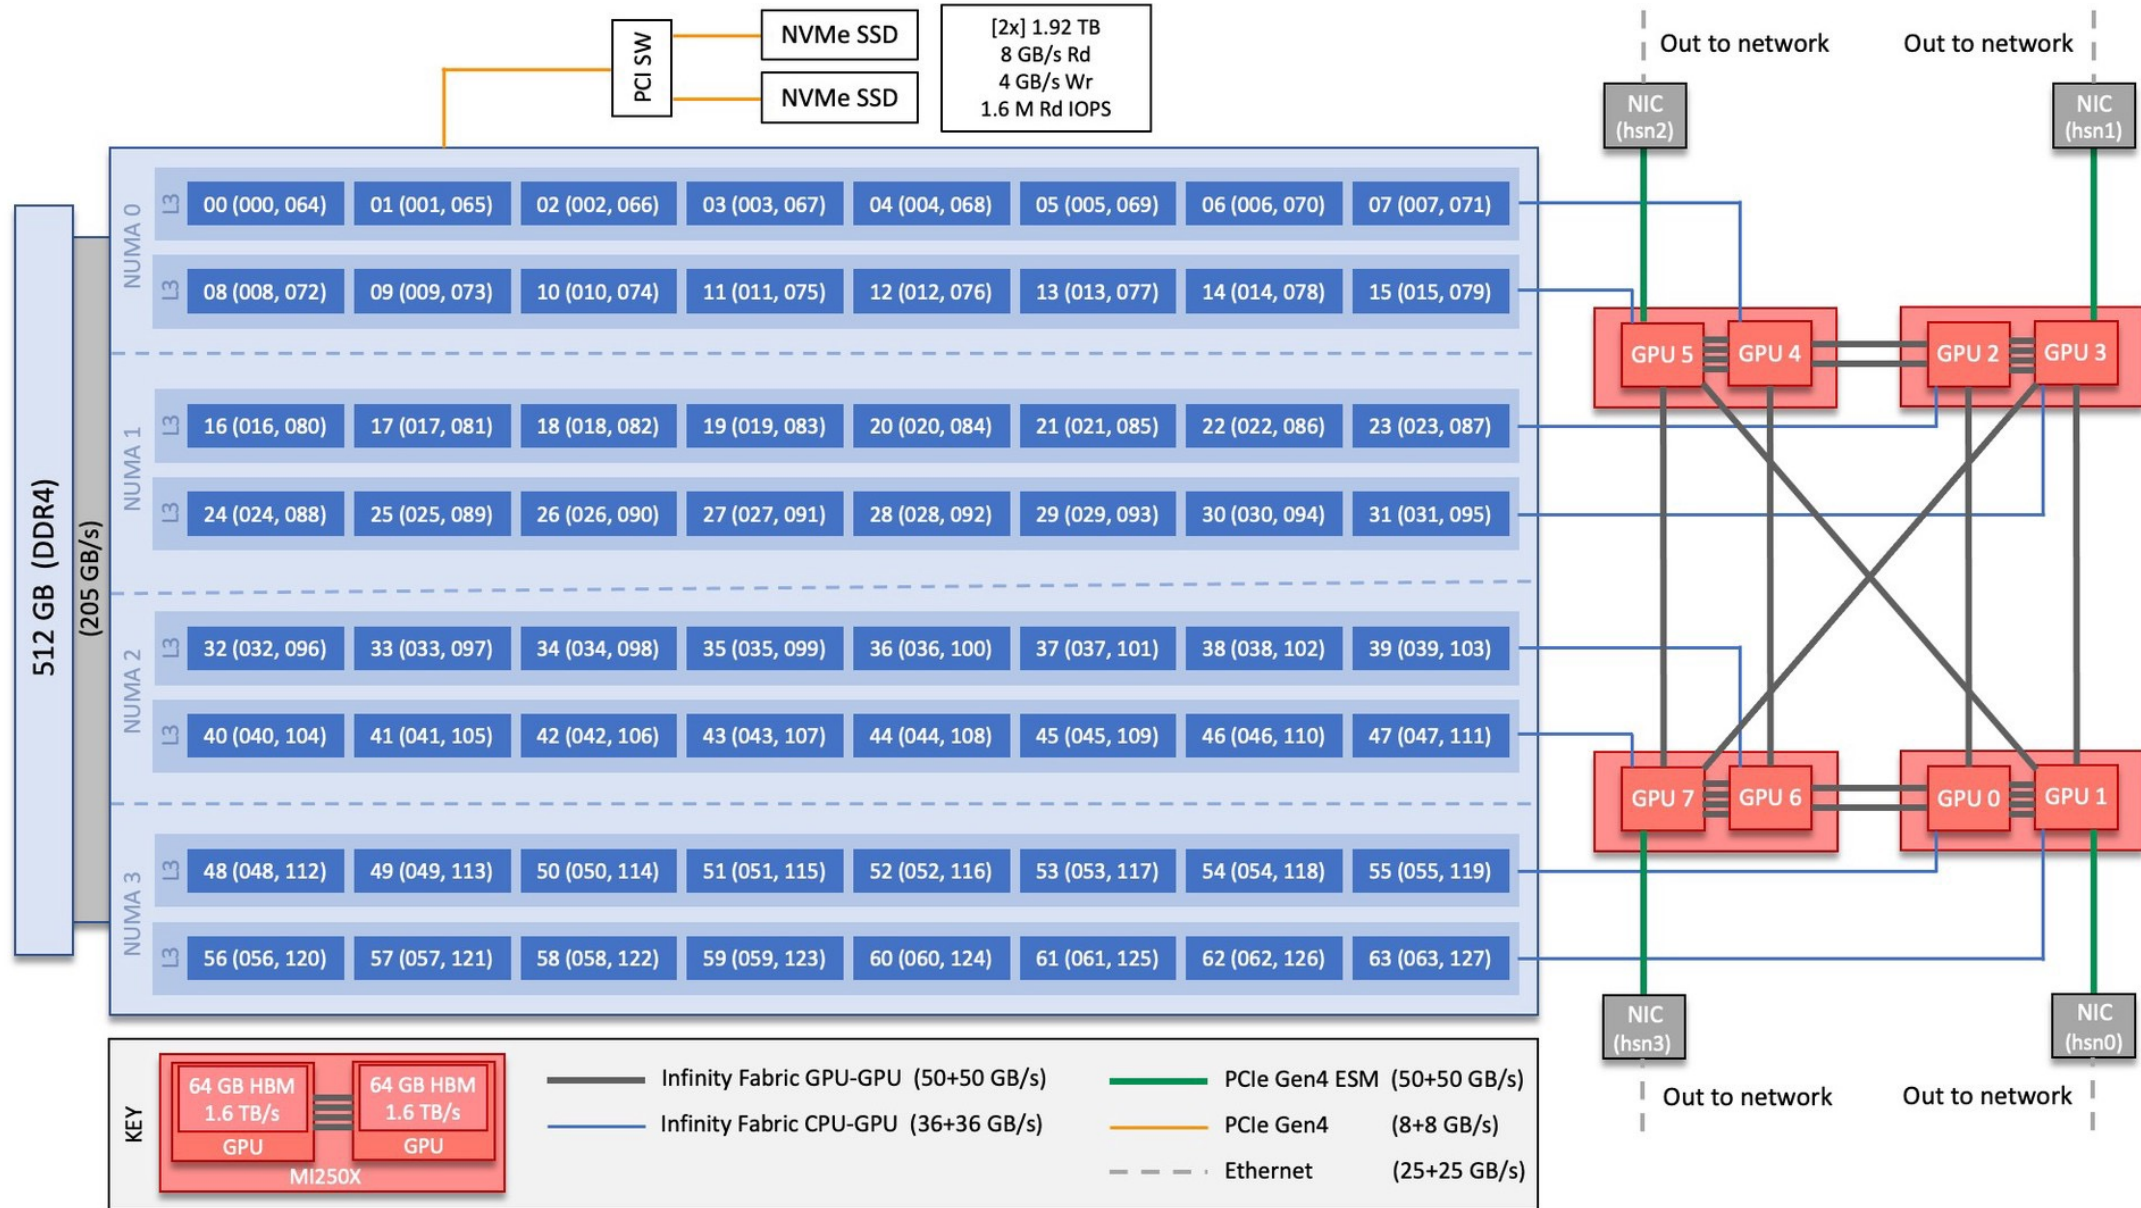 PCI SW
NVMe SSD
NVMe SSD
[2x] 1.92 TB
8 GB/s Rd
4 GB/s Wr
1.6 M Rd IOPS
Out to network
Out to network
NIC
(hsn2)
NIC
(hsn1)
512 GB (DDR4)
(205 GB/s)
NUMA 0
L3
00 (000, 064) 01 (001, 065) 02 (002, 066) 03 (003, 067) 04 (004, 068) 05 (005, 069) 06 (006, 070) 07 (007, 071)
L3
08 (008, 072) 09 (009, 073) 10 (010, 074) 11 (011, 075) 12 (012, 076) 13 (013, 077) 14 (014, 078) 15 (015, 079)
NUMA 1
L3
16 (016, 080) 17 (017, 081) 18 (018, 082) 19 (019, 083) 20 (020, 084) 21 (021, 085) 22 (022, 086) 23 (023, 087)
L3
24 (024, 088) 25 (025, 089) 26 (026, 090) 27 (027, 091) 28 (028, 092) 29 (029, 093) 30 (030, 094) 31 (031, 095)
NUMA 2
L3
32 (032, 096) 33 (033, 097) 34 (034, 098) 35 (035, 099) 36 (036, 100) 37 (037, 101) 38 (038, 102) 39 (039, 103)
L3
40 (040, 104) 41 (041, 105) 42 (042, 106) 43 (043, 107) 44 (044, 108) 45 (045, 109) 46 (046, 110) 47 (047, 111)
NUMA 3
L3
48 (048, 112) 49 (049, 113) 50 (050, 114) 51 (051, 115) 52 (052, 116) 53 (053, 117) 54 (054, 118) 55 (055, 119)
L3
56 (056, 120) 57 (057, 121) 58 (058, 122) 59 (059, 123) 60 (060, 124) 61 (061, 125) 62 (062, 126) 63 (063, 127)
GPU 5 GPU 4 GPU 2 GPU 3
GPU 7 GPU 6 GPU 0 GPU 1
NIC
(hsn3)
NIC
(hsn0)
Out to network
Out to network
KEY
64 GB HBM
1.6 TB/s
GPU
64 GB HBM
1.6 TB/s
GPU
MI250X
Infinity Fabric GPU-GPU (50+50 GB/s)
Infinity Fabric CPU-GPU (36+36 GB/s)
PCIe Gen4 ESM (50+50 GB/s)
PCIe Gen4 (8+8 GB/s)
Ethernet (25+25 GB/s)